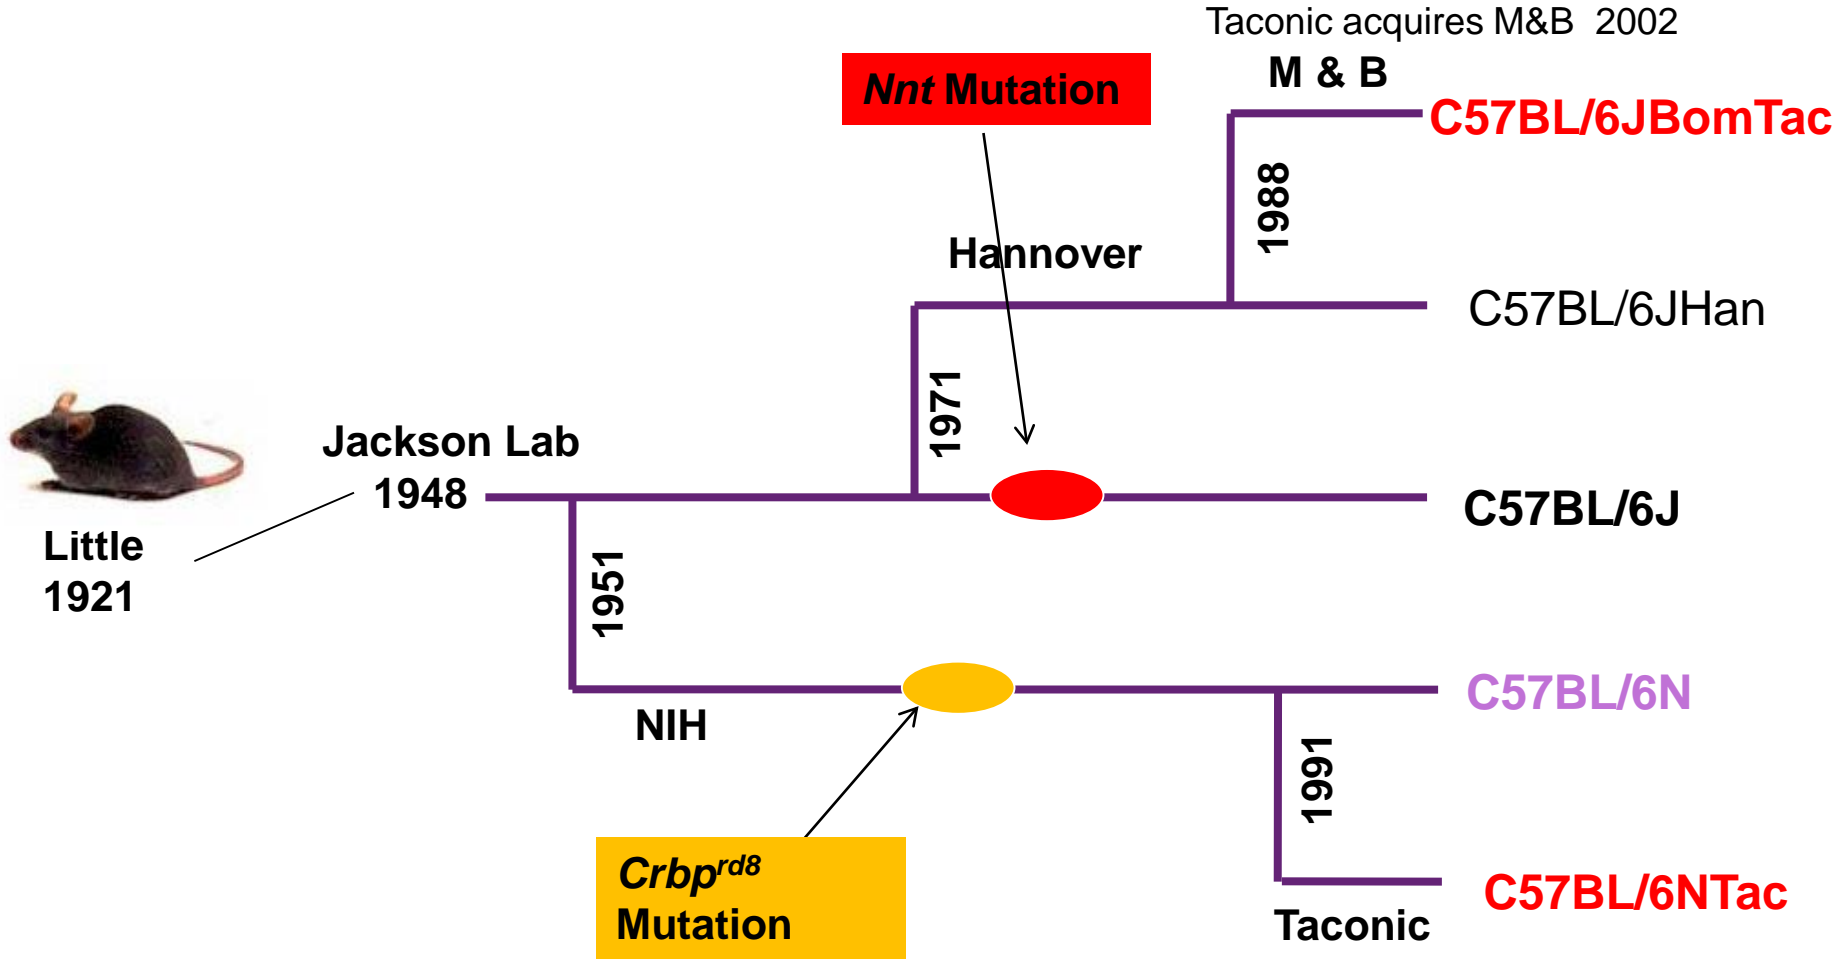 Taconic acquires M&B 2002
M & B
Nnt Mutation
C57BL/6JBomTac
1988
Hannover
C57BL/6JHan
1971
Jackson Lab
1948
C57BL/6J
Little
1921
1951
C57BL/6N
NIH
1991
Crbprd8
Mutation
C57BL/6NTac
Taconic